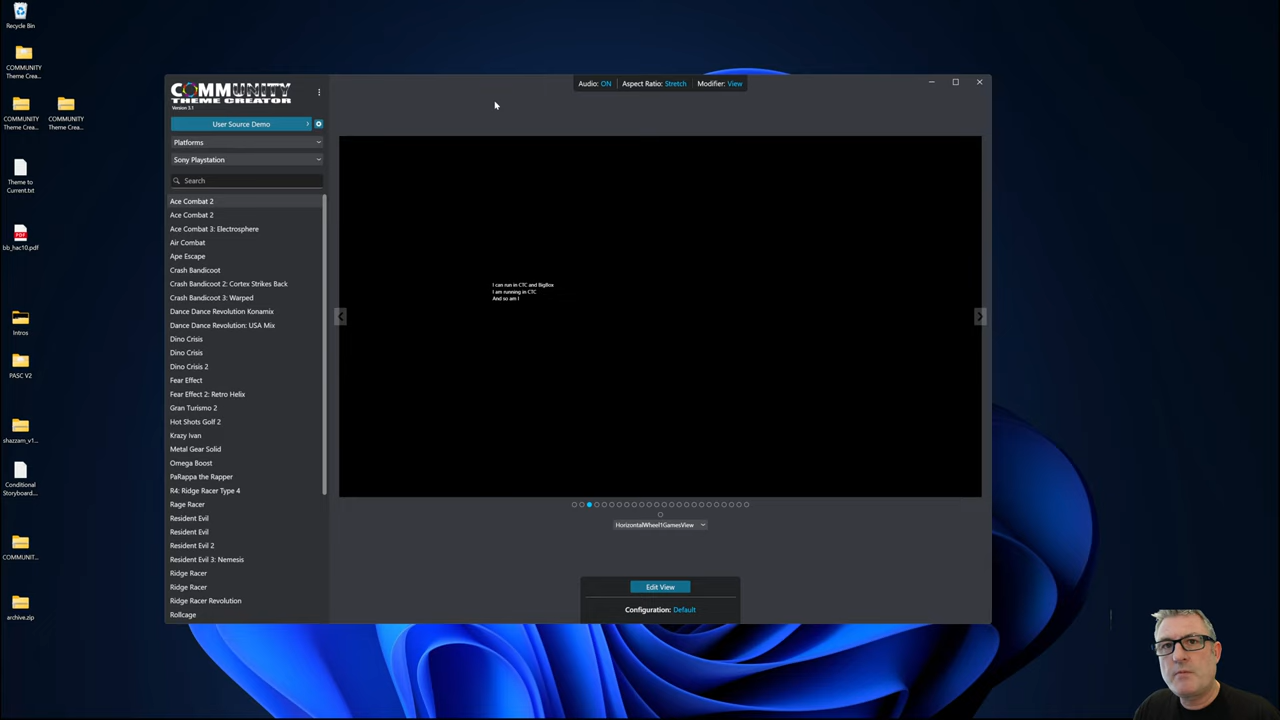 Recycle Bin
COMMUNITY
Theme Crea...
COMMUNITY
Theme Crea...
COMMUNITY
Theme Crea...
Theme to
Current.txt
bb_hac10.pdf
Intros
PASC V2
shazzam_v1...
Conditional
Storyboard....
COMMUNIT...
archive.zip
COMMUNITY
THEME CREATOR
Version 3.1
User Source Demo
Platforms
Sony Playstation
Search
Ace Combat 2
Ace Combat 2
Ace Combat 3: Electrosphere
Air Combat
Ape Escape
Crash Bandicoot
Crash Bandicoot 2: Cortex Strikes Back
Crash Bandicoot 3: Warped
Dance Dance Revolution Konamix
Dance Dance Revolution: USA Mix
Dino Crisis
Dino Crisis
Dino Crisis 2
Fear Effect
Fear Effect 2: Retro Helix
Gran Turismo 2
Hot Shots Golf 2
Krazy Ivan
Metal Gear Solid
Omega Boost
PaRappa the Rapper
R4: Ridge Racer Type 4
Rage Racer
Resident Evil
Resident Evil
Resident Evil 2
Resident Evil 3: Nemesis
Ridge Racer
Ridge Racer
Ridge Racer Revolution
Rollcage
Audio: ON Aspect Ratio: Stretch Modifier: View
I can run in CTC and BigBox
I am running in CTC
And so am I
HorizontalWheel1GamesView
Edit View
Configuration: Default